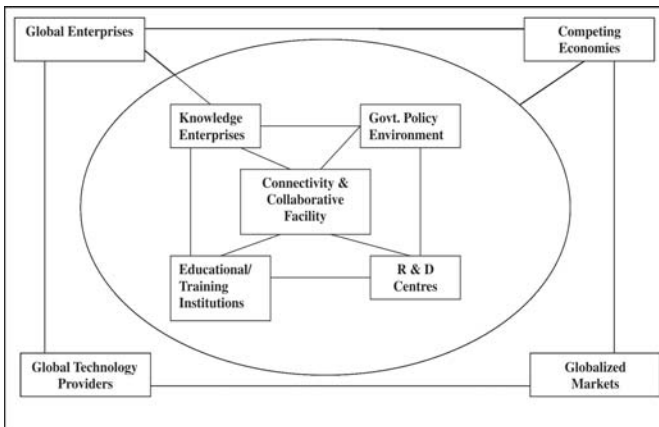 Global Enterprises
Competing
Economies
Knowledge
Enterprises
Govt. Policy
Environment
Connectivity &
Collaborative
Facility
Educational/
Training
Institutions
R & D
Centres
Global Technology
Providers
Globalized
Markets